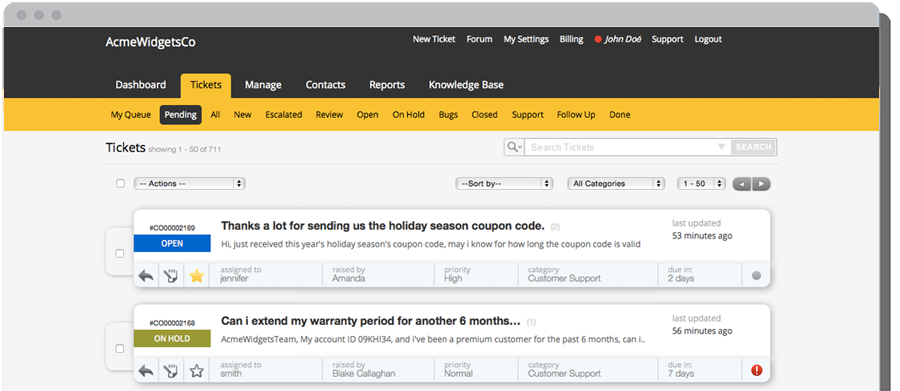 AcmeWidgetsCo
New Ticket Forum My Settings Billing John Doé Support Logout
Dashboard Tickets Manage Contacts Reports Knowledge Base
My Queue Pending All New Escalated Review Open On Hold Bugs Closed Support Follow Up Done
Tickets showing 1 - 50 of 711
Search Tickets SEARCH
-- Actions -- --Sort by-- All Categories 1 - 50
#CO00002169 Thanks a lot for sending us the holiday season coupon code. (2) last updated
OPEN Hi, just received this year's holiday season's coupon code, may i know for how long the coupon code is valid 53 minutes ago
assigned to raised by priority category due in:
jennifer Amanda High Customer Support 2 days
#CO00002168 Can i extend my warranty period for another 6 months... (1) last updated
ON HOLD AcmeWidgetsTeam, My account ID 09KHI34, and i've been a premium customer for the past 6 months, can i.. 56 minutes ago
assigned to raised by priority category due in:
smith Blake Callaghan Normal Customer Support 7 days